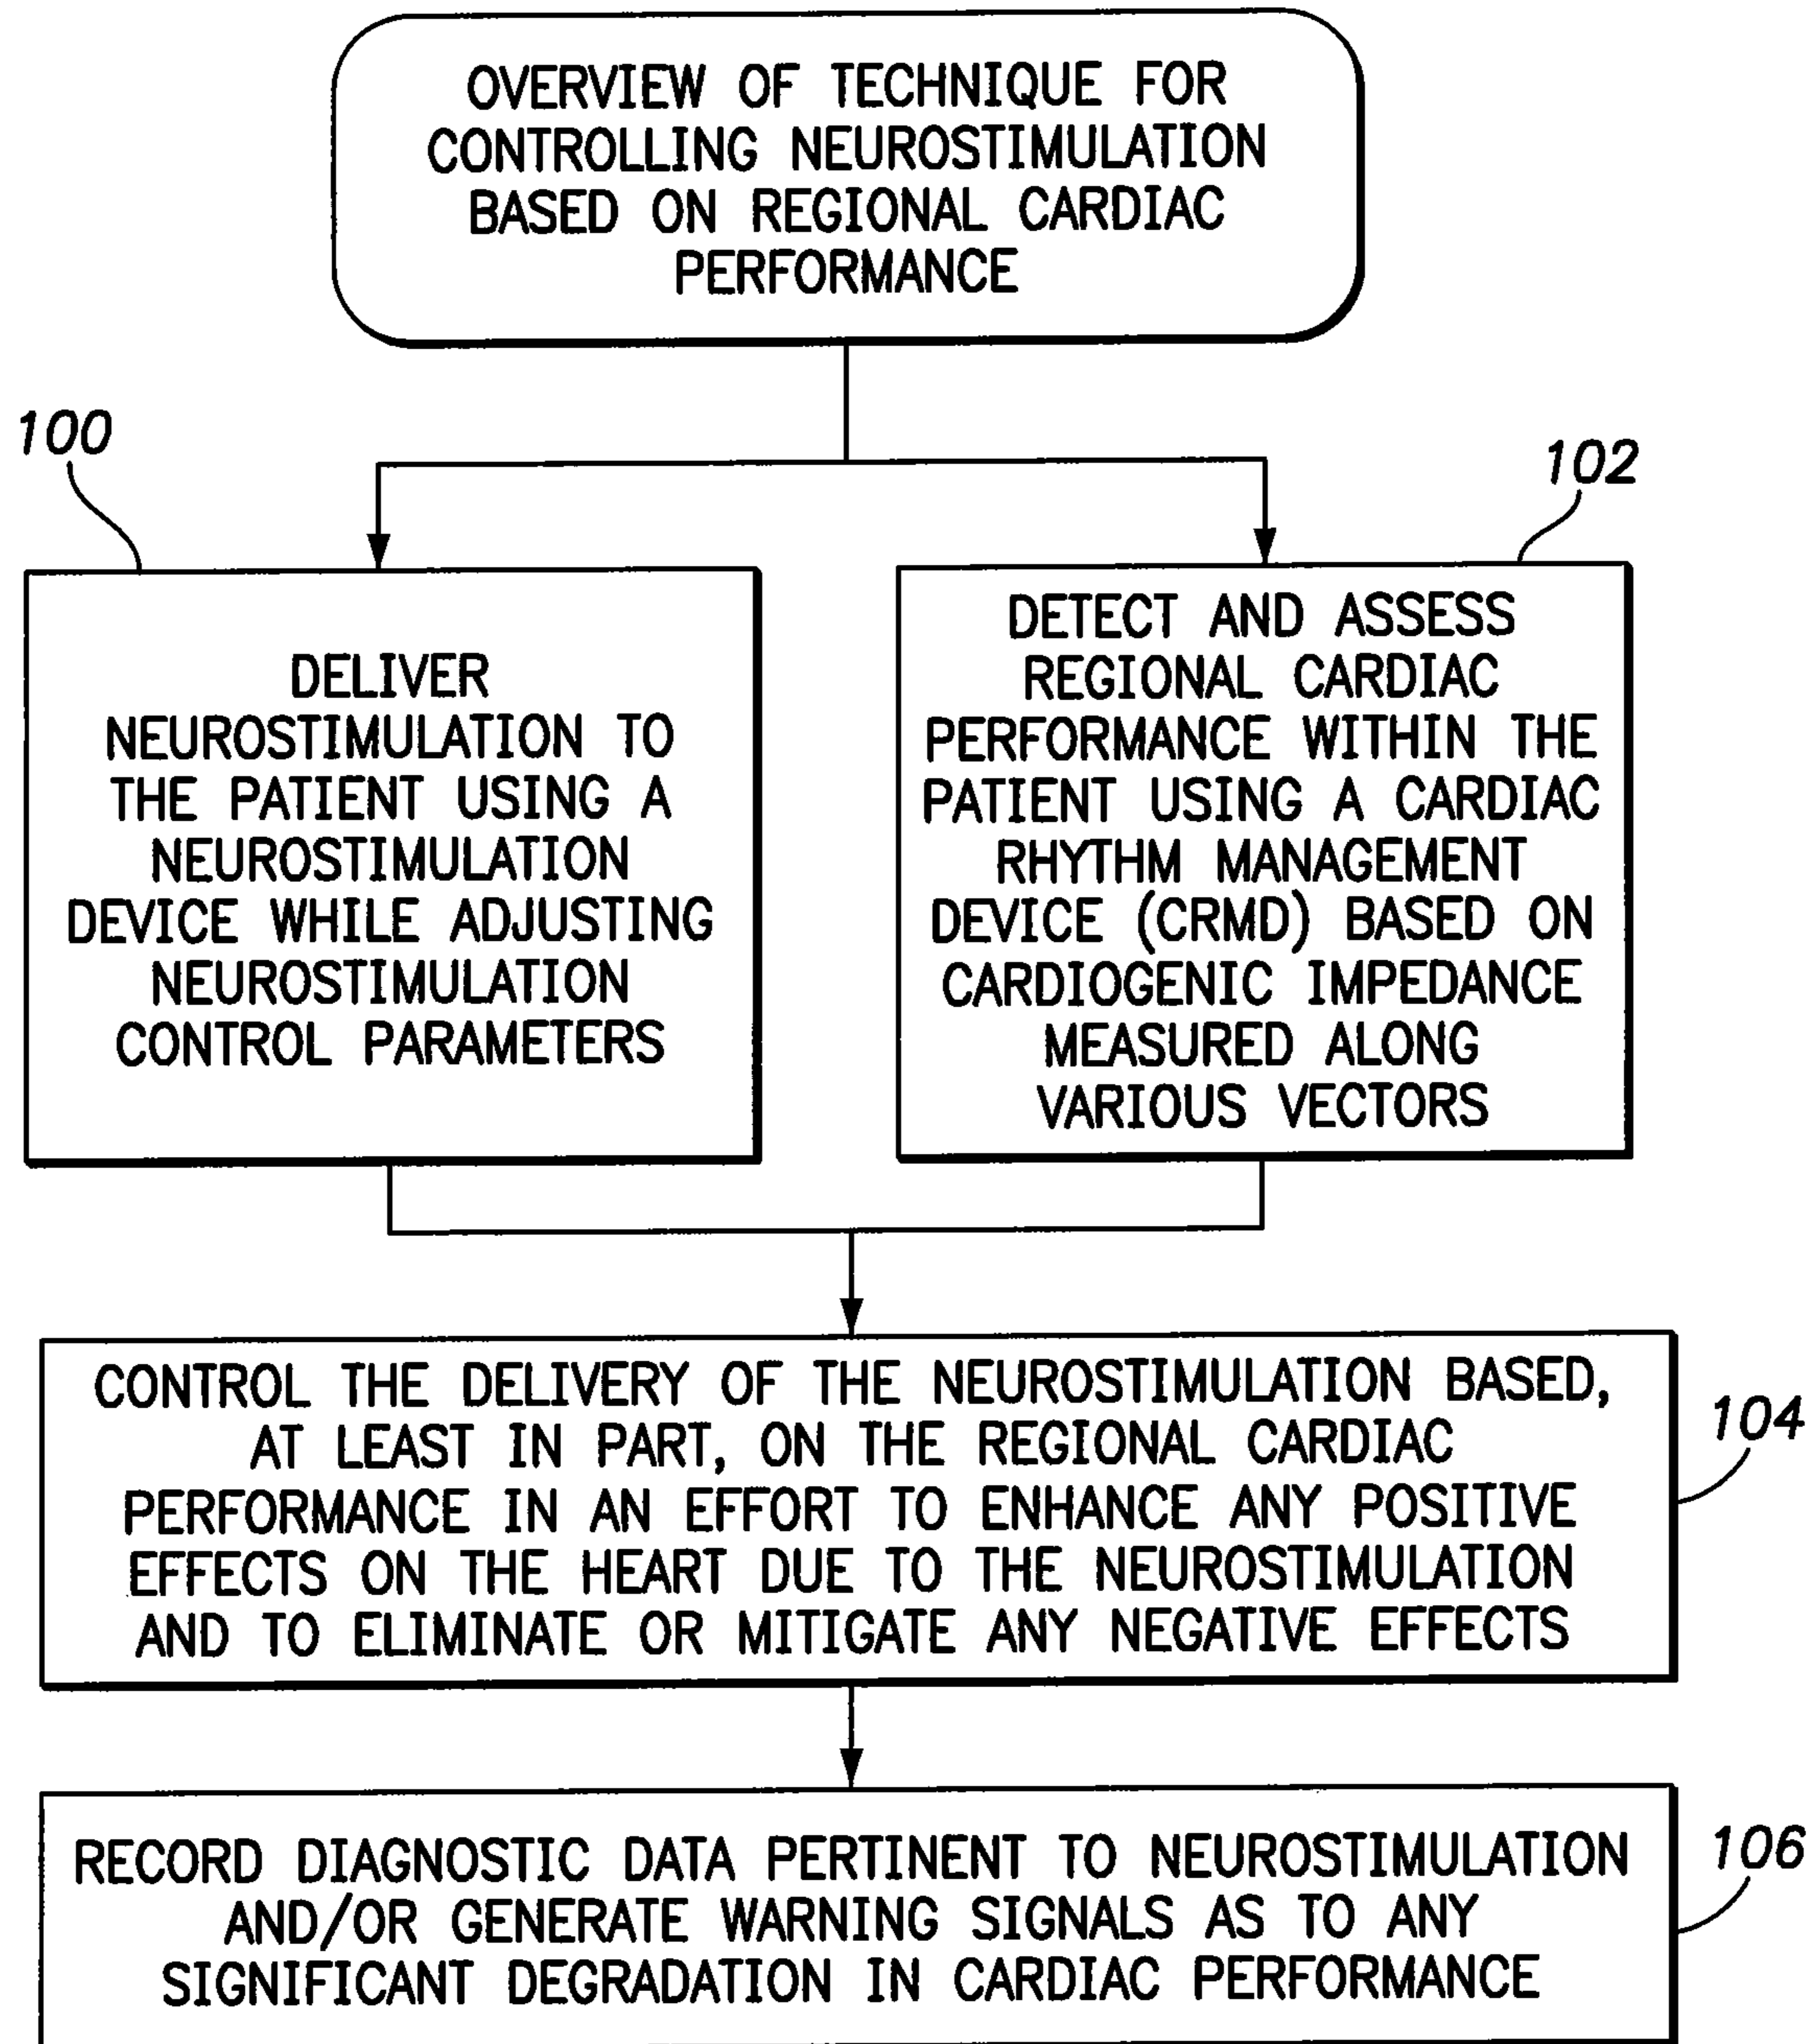 OVERVIEW OF TECHNIQUE FOR
CONTROLLING NEUROSTIMULATION
BASED ON REGIONAL CARDIAC
PERFORMANCE
100
102
DELIVER
NEUROSTIMULATION TO
THE PATIENT USING A
NEUROSTIMULATION
DEVICE WHILE ADJUSTING
NEUROSTIMULATION
CONTROL PARAMETERS
DETECT AND ASSESS
REGIONAL CARDIAC
PERFORMANCE WITHIN THE
PATIENT USING A CARDIAC
RHYTHM MANAGEMENT
DEVICE (CRMD) BASED ON
CARDIOGENIC IMPEDANCE
MEASURED ALONG
VARIOUS VECTORS
CONTROL THE DELIVERY OF THE NEUROSTIMULATION BASED,
AT LEAST IN PART, ON THE REGIONAL CARDIAC
PERFORMANCE IN AN EFFORT TO ENHANCE ANY POSITIVE
EFFECTS ON THE HEART DUE TO THE NEUROSTIMULATION
AND TO ELIMINATE OR MITIGATE ANY NEGATIVE EFFECTS
104
RECORD DIAGNOSTIC DATA PERTINENT TO NEUROSTIMULATION
AND/OR GENERATE WARNING SIGNALS AS TO ANY
SIGNIFICANT DEGRADATION IN CARDIAC PERFORMANCE
106